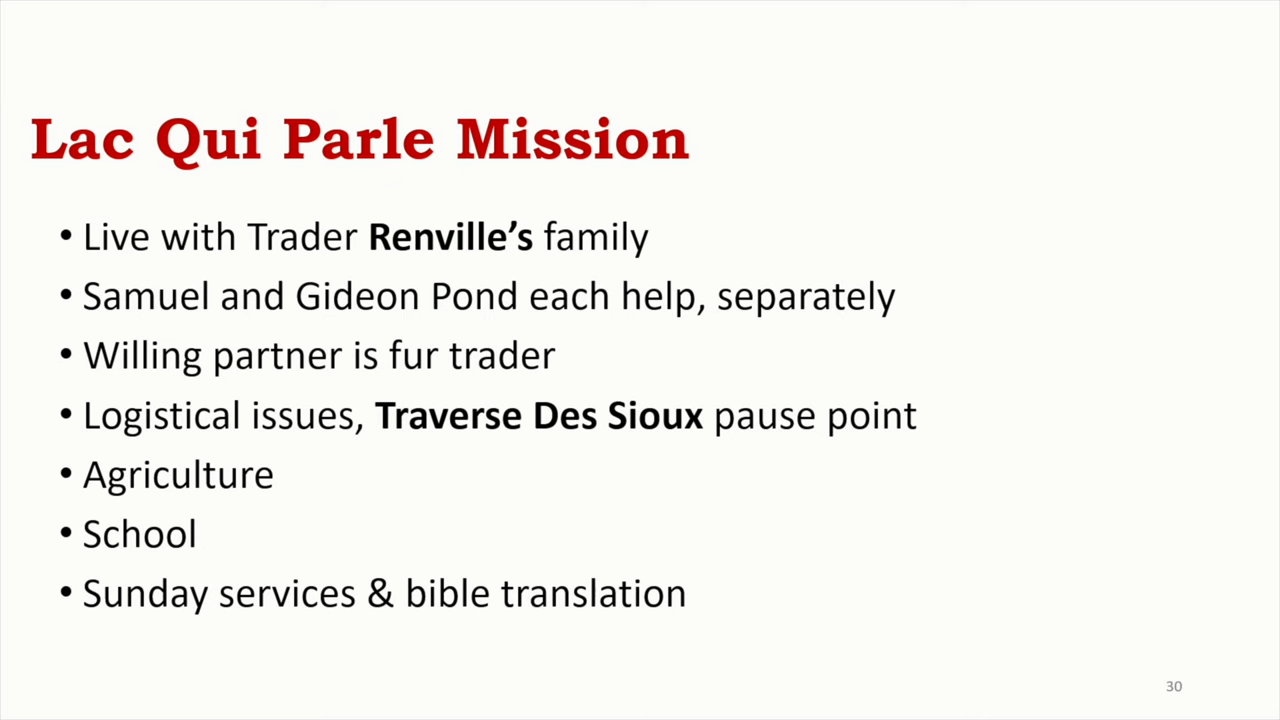 Lac Qui Parle Mission
• Live with Trader Renville’s family
• Samuel and Gideon Pond each help, separately
• Willing partner is fur trader
• Logistical issues, Traverse Des Sioux pause point
• Agriculture
• School
• Sunday services & bible translation
30